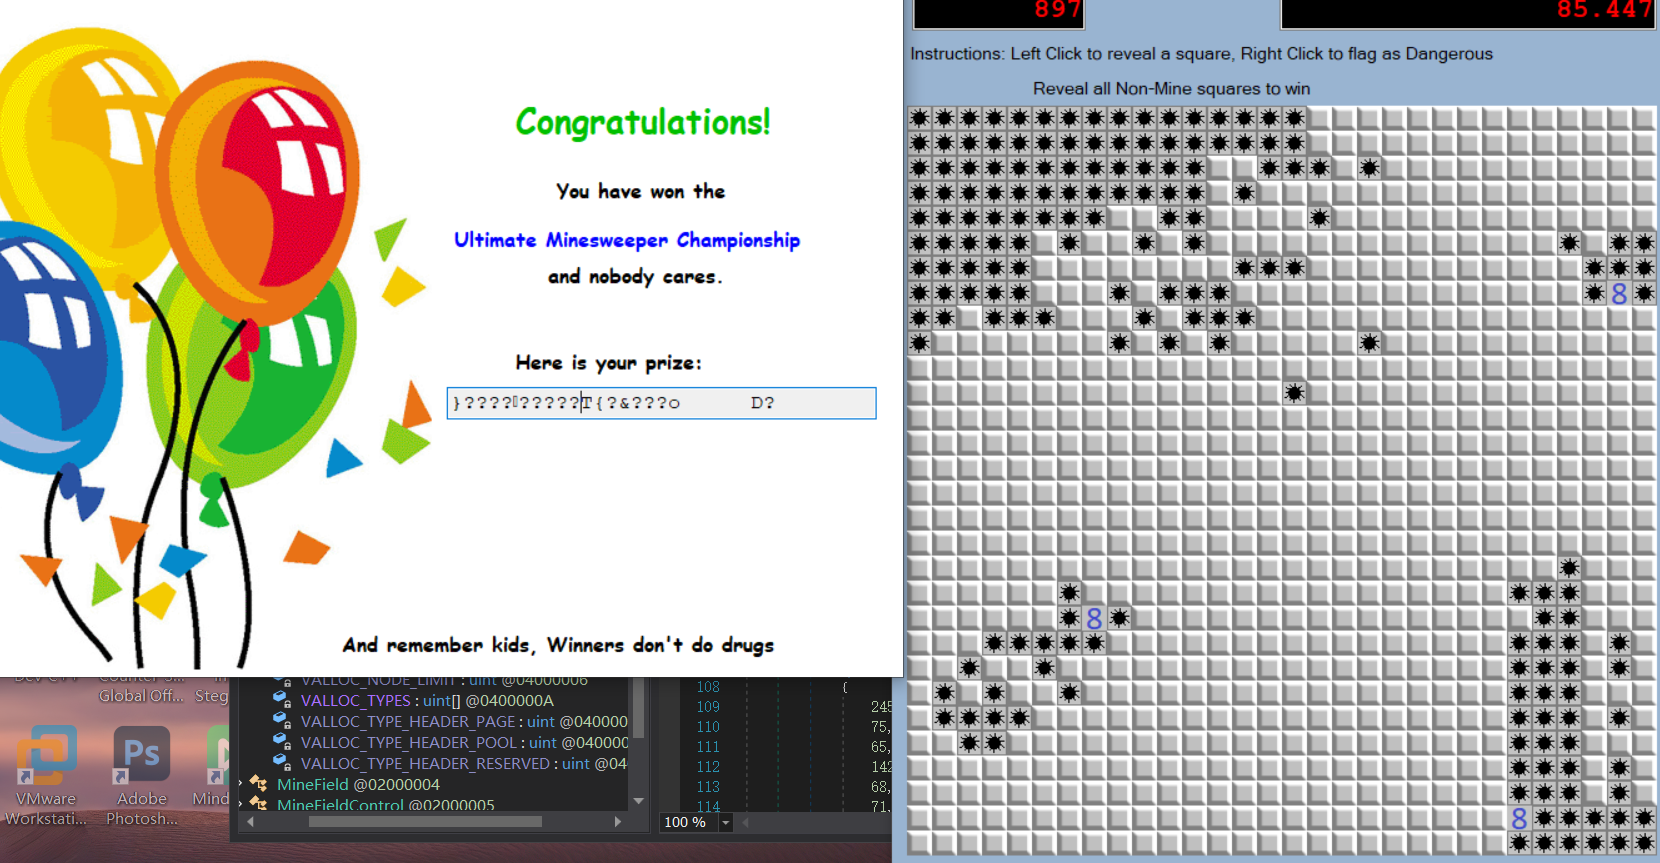 Congratulations!
You have won the
Ultimate Minesweeper Championship
and nobody cares.
Here is your prize:
}????▯?????T{?&???o D?
And remember kids, Winners don't do drugs
897
85.447
Instructions: Left Click to reveal a square, Right Click to flag as Dangerous
Reveal all Non-Mine squares to win
8
8
8
Global Off...
Steg
VMware
Workstati...
Adobe
Photosh...
Mind
VALLOC_NODE_LIMIT : uint @04000006
VALLOC_TYPES : uint[] @0400000A
VALLOC_TYPE_HEADER_PAGE : uint @040000
VALLOC_TYPE_HEADER_POOL : uint @040000
VALLOC_TYPE_HEADER_RESERVED : uint @04
MineField @02000004
MineFieldControl @02000005
108 {
109 245
110 75,
111 65,
112 142
113 68,
114 71,
100 %